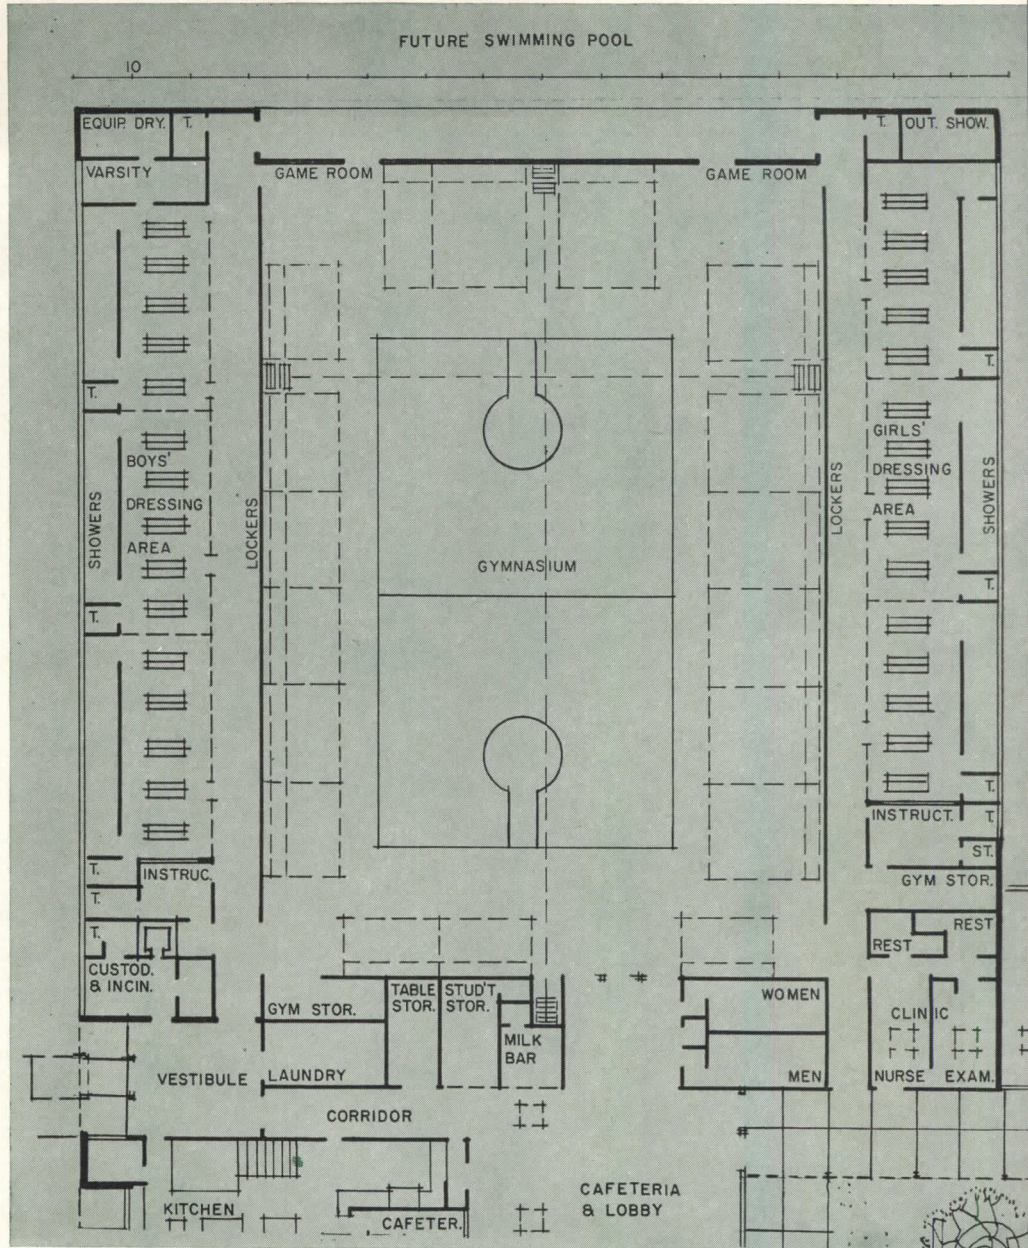 FUTURE SWIMMING POOL
10
EQUIP. DRY.
T.
T.
OUT. SHOW.
VARSITY
GAME ROOM
GAME ROOM
T.
T.
BOYS'
DRESSING
AREA
SHOWERS
LOCKERS
GYMNASIUM
LOCKERS
GIRLS'
DRESSING
AREA
SHOWERS
T.
T.
T.
INSTRUCT.
T.
ST.
GYM STOR.
T.
T.
INSTRUC.
T.
CUSTOD.
& INCIN.
REST
REST
GYM STOR.
TABLE
STOR.
STUD'T
STOR.
MILK
BAR
WOMEN
MEN
CLINIC
NURSE
EXAM.
VESTIBULE
LAUNDRY
CORRIDOR
KITCHEN
CAFETER.
CAFETERIA
& LOBBY